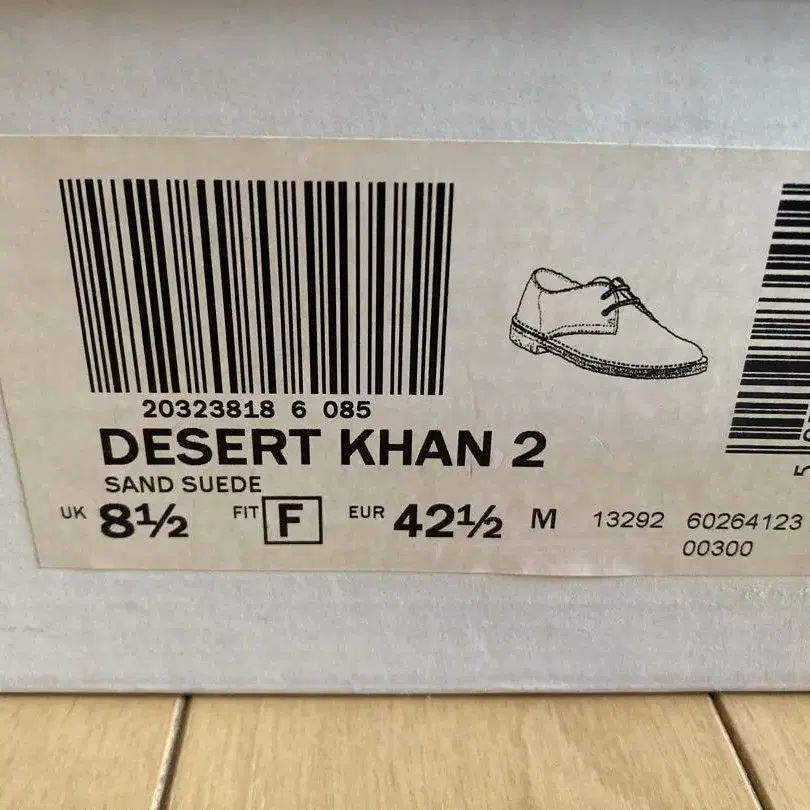 20323818 6 085
DESERT KHAN 2
SAND SUEDE
UK 8½ FIT F EUR 42½ M 13292 60264123
00300